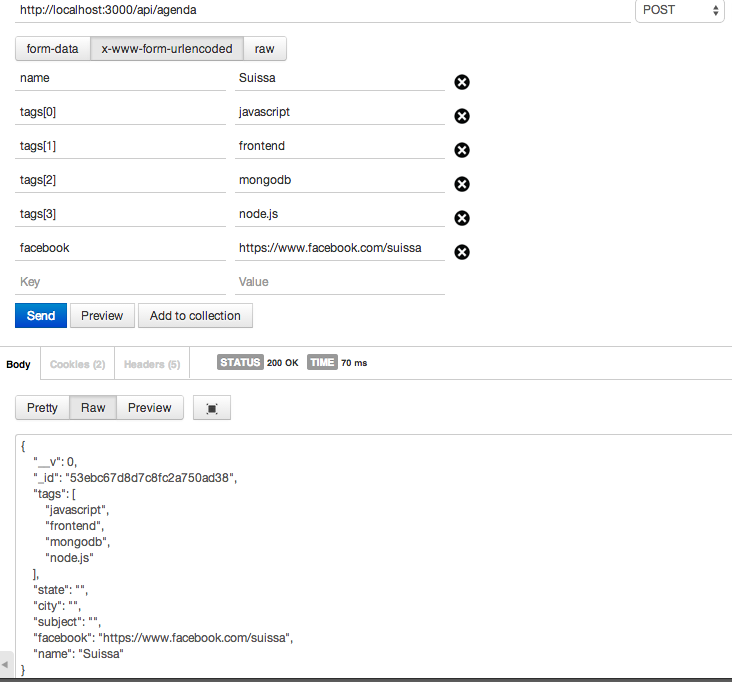 http://localhost:3000/api/agenda POST
form-data x-www-form-urlencoded raw
name Suissa
tags[0] javascript
tags[1] frontend
tags[2] mongodb
tags[3] node.js
facebook https://www.facebook.com/suissa
Key Value
Send Preview Add to collection
Body Cookies (2) Headers (5) STATUS 200 OK TIME 70 ms
Pretty Raw Preview
{
"__v": 0,
"_id": "53ebc67d8d7c8fc2a750ad38",
"tags": [
"javascript",
"frontend",
"mongodb",
"node.js"
],
"state": "",
"city": "",
"subject": "",
"facebook": "https://www.facebook.com/suissa",
"name": "Suissa"
}